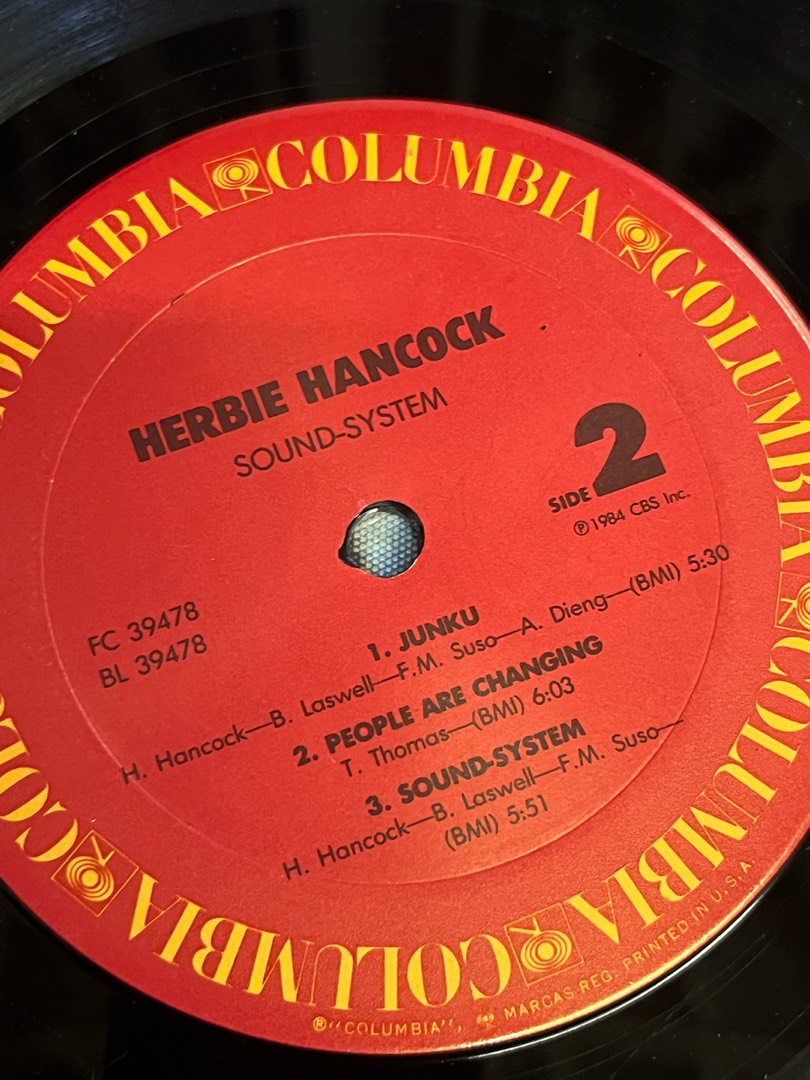 COLUMBIA COLUMBIA COLUMBIA COLUMBIA COLUMBIA
HERBIE HANCOCK
SOUND-SYSTEM
SIDE 2
℗1984 CBS Inc.
FC 39478
BL 39478
1. JUNKU
H. Hancock—B. Laswell—F.M. Suso—A. Dieng—(BMI) 5:30
2. PEOPLE ARE CHANGING
T. Thomas—(BMI) 6:03
3. SOUND-SYSTEM
H. Hancock—B. Laswell—F.M. Suso—
(BMI) 5:51
®"COLUMBIA", MARCAS REG. PRINTED IN U.S.A.